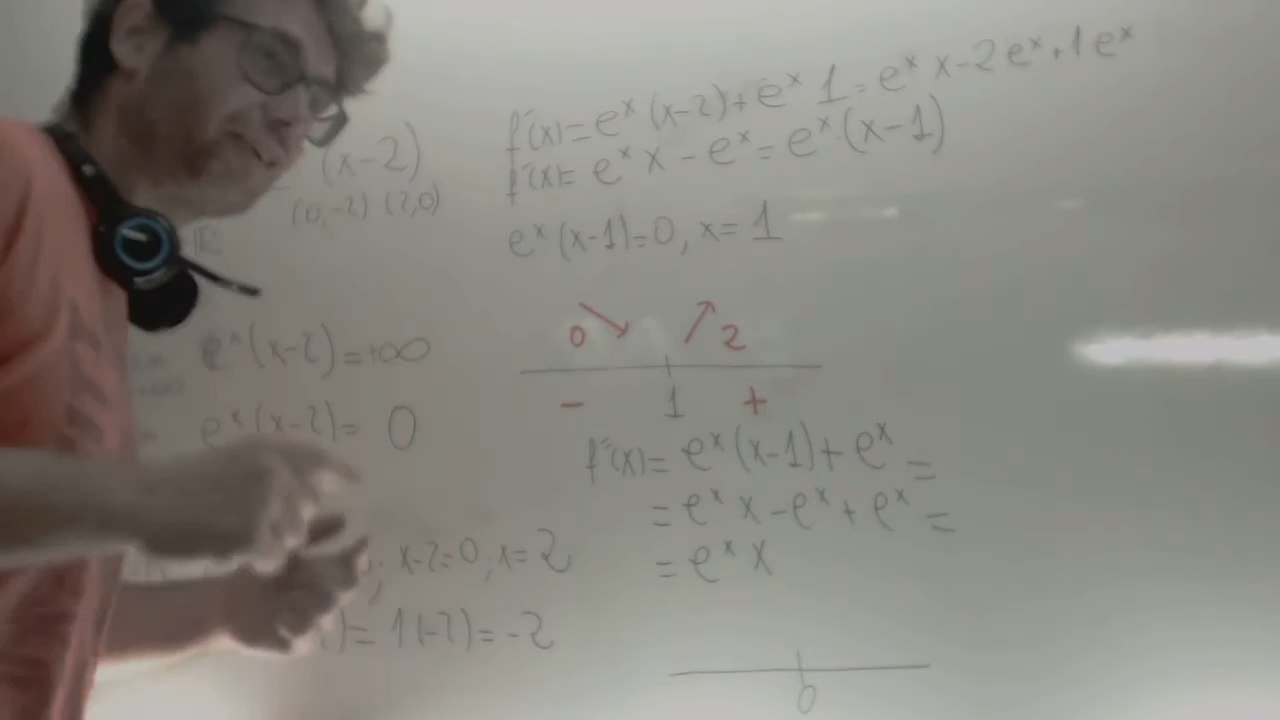 (x-2)
(0,-2) (2,0)
e^x(x-2)=+∞
e^x(x-2)= 0
x-2=0, x= 2
)= 1(-2)= -2
f'(x)= e^x(x-2)+e^x 1= e^x x-2e^x+1e^x
f'(x)= e^x x - e^x = e^x(x-1)
e^x(x-1)=0, x= 1
0 ↘ ↗ 2
- 1 +
f''(x)= e^x(x-1)+e^x =
= e^x x-e^x+e^x =
= e^x x
0